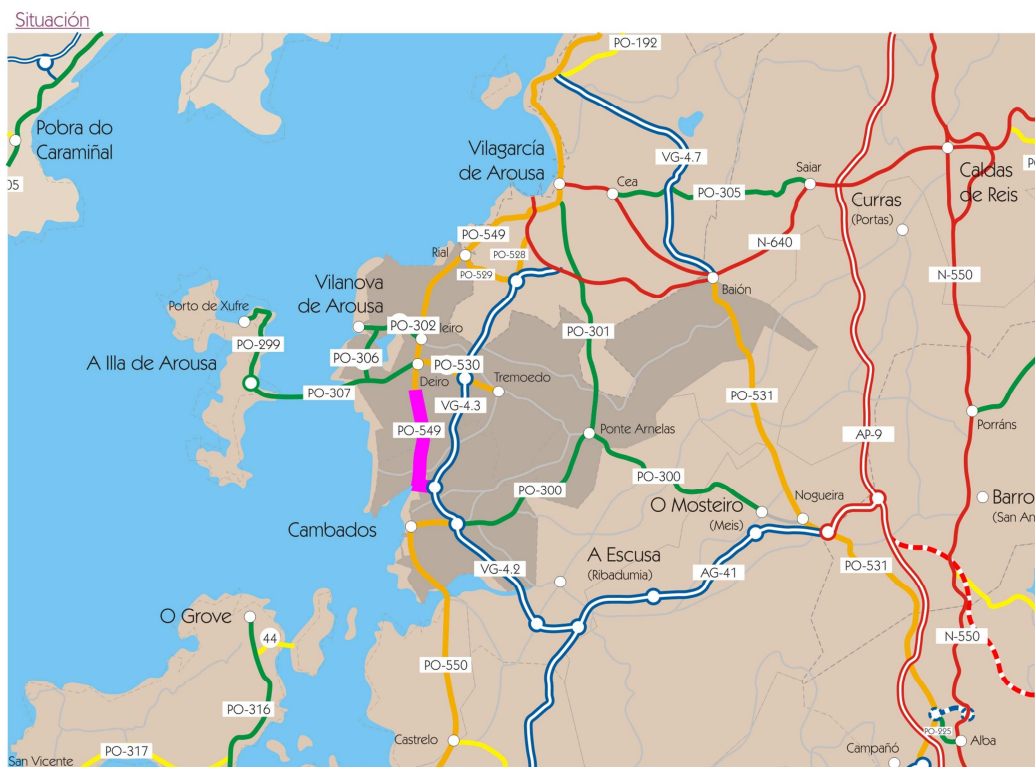 Situación
PO-192
Pobra do
Caramiñal
Vilagarcía
de Arousa
VG-4.7
Saiar
Caldas
de Reis
Cea
PO-305
Curras
(Portas)
05
PO-549
Rial
PO-528
N-640
PO-529
N-550
Vilanova
de Arousa
Baión
Porto de Xufre
PO-302
PO-301
PO-299
PO-306
PO-530
A Illa de Arousa
Deiro
Tremoedo
PO-307
VG-4.3
PO-531
PO-549
Ponte Arnelas
AP-9
Porráns
PO-300
PO-300
Nogueira
Barro
O Mosteiro
(Meis)
(San An
Cambados
A Escusa
(Ribadumia)
VG-4.2
AG-41
PO-531
O Grove
44
N-550
PO-550
PO-316
PO-225
Castrelo
Alba
PO-317
Campañó
San Vicente